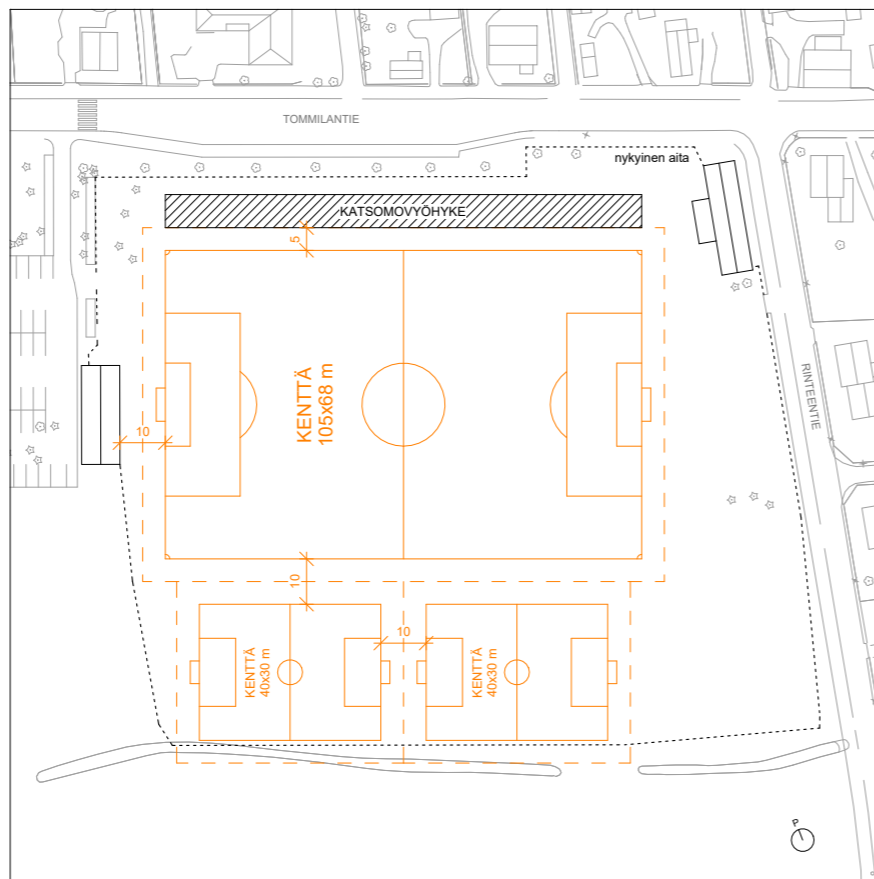 TOMMILANTIE
nykyinen aita
KATSOMOVYÖHYKE
5
KENTTÄ
105x68 m
RINTEENTIE
10
10
10
KENTTÄ
40x30 m
KENTTÄ
40x30 m
P